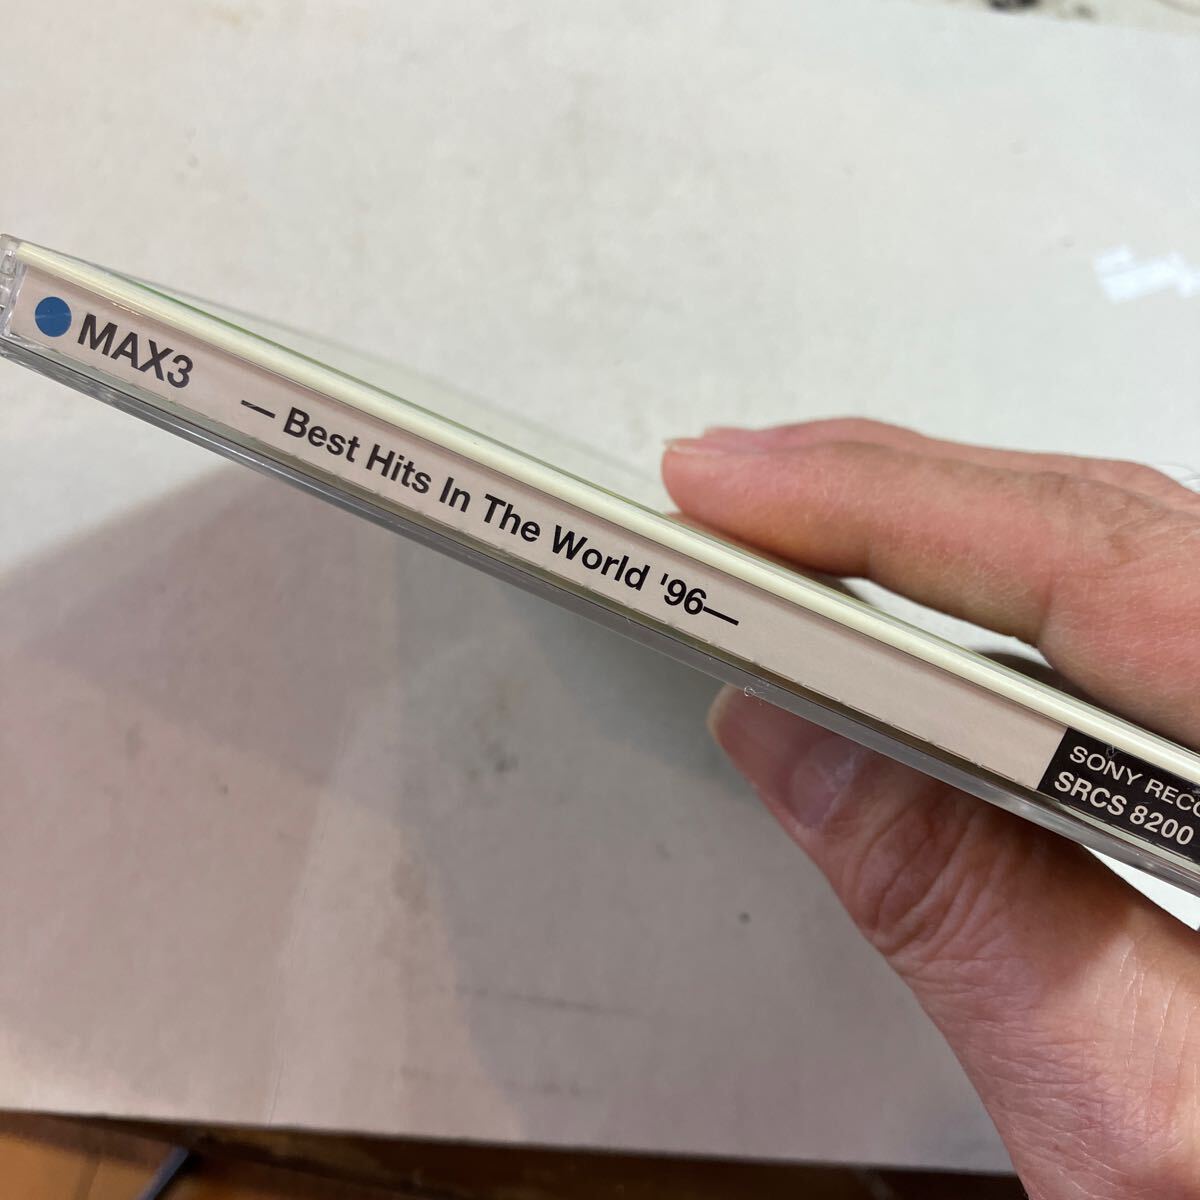 MAX3 — Best Hits In The World '96—
SONY RECO
SRCS 8200